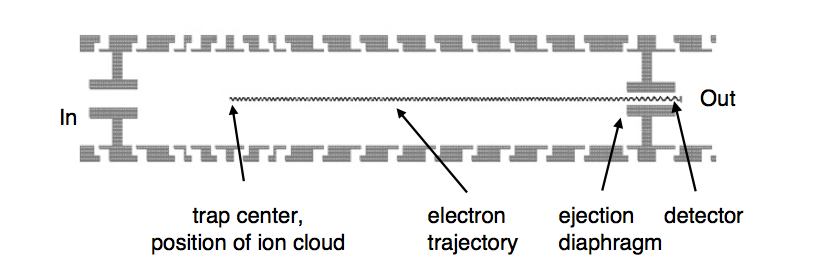 Out
In
trap center,
position of ion cloud
electron
trajectory
ejection
diaphragm
detector